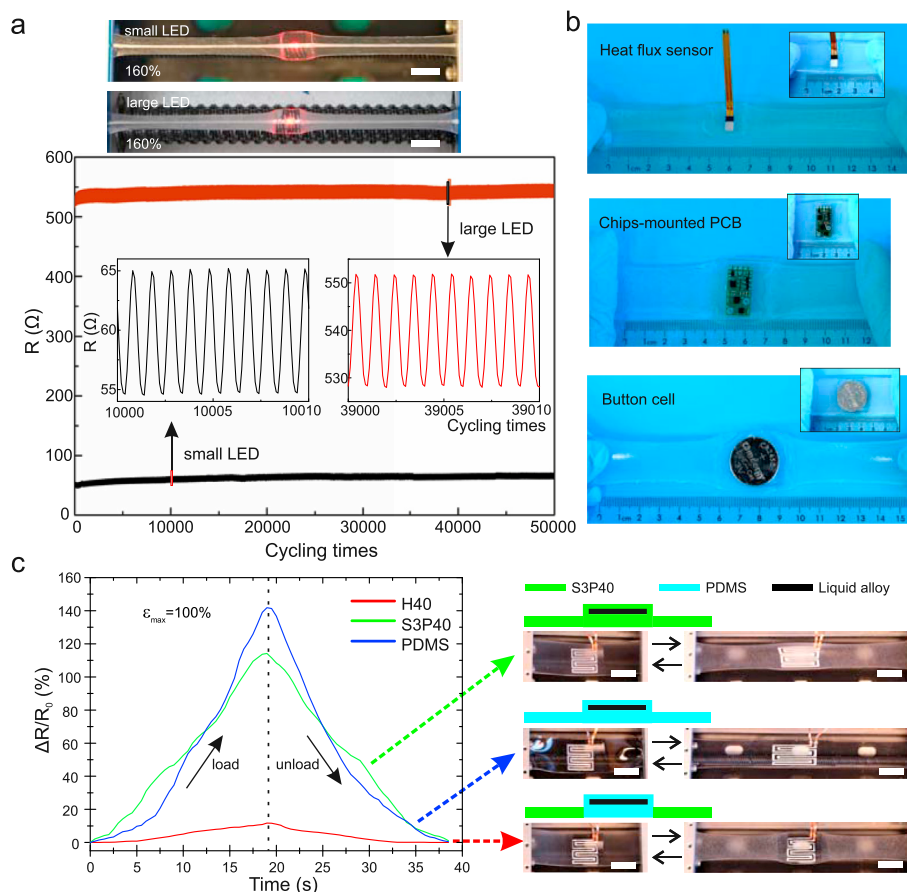 a
small LED
160%
large LED
160%
600
500
400
300
200
100
0
R (Ω)
large LED
65
60
55
R (Ω)
10000
10005
10010
550
540
530
39000
39005
39010
Cycling times
small LED
0
10000
20000
30000
40000
50000
Cycling times
b
Heat flux sensor
Chips-mounted PCB
Button cell
c
160
140
120
100
80
60
40
20
0
ΔR/R₀ (%)
εmax=100%
H40
S3P40
PDMS
load
unload
0
5
10
15
20
25
30
35
40
Time (s)
S3P40
PDMS
Liquid alloy